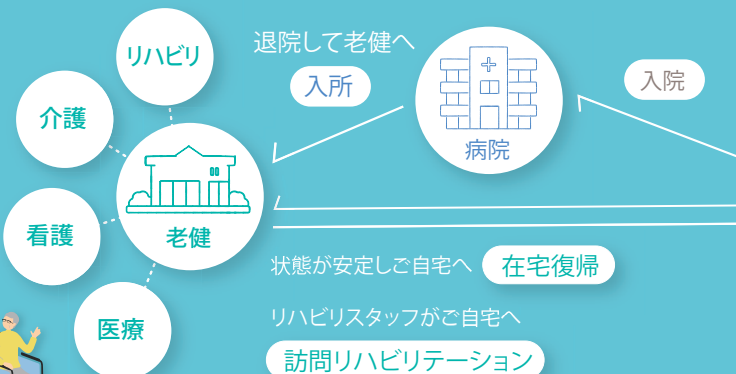 リハビリ
介護
看護
医療
老健
退院して老健へ
入所
病院
入院
状態が安定しご自宅へ
在宅復帰
リハビリスタッフがご自宅へ
訪問リハビリテーション